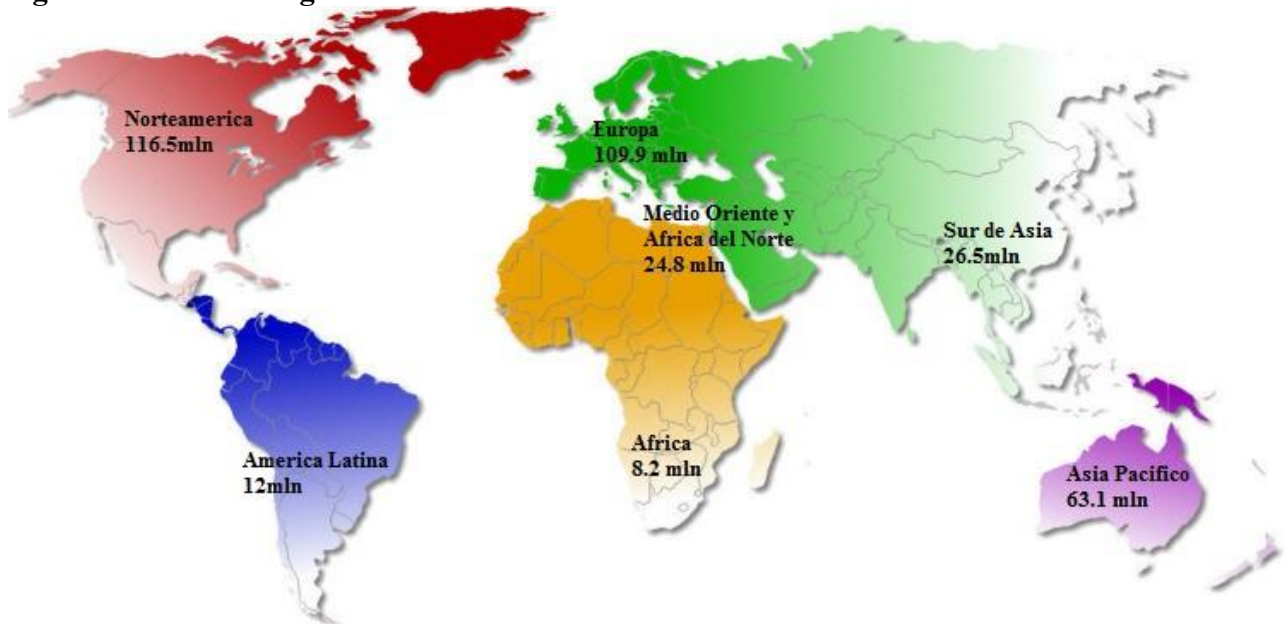 Norteamerica
116.5mln
Europa
109.9 mln
Medio Oriente y
Africa del Norte
24.8 mln
Sur de Asia
26.5mln
America Latina
12mln
Africa
8.2 mln
Asia Pacifico
63.1 mln